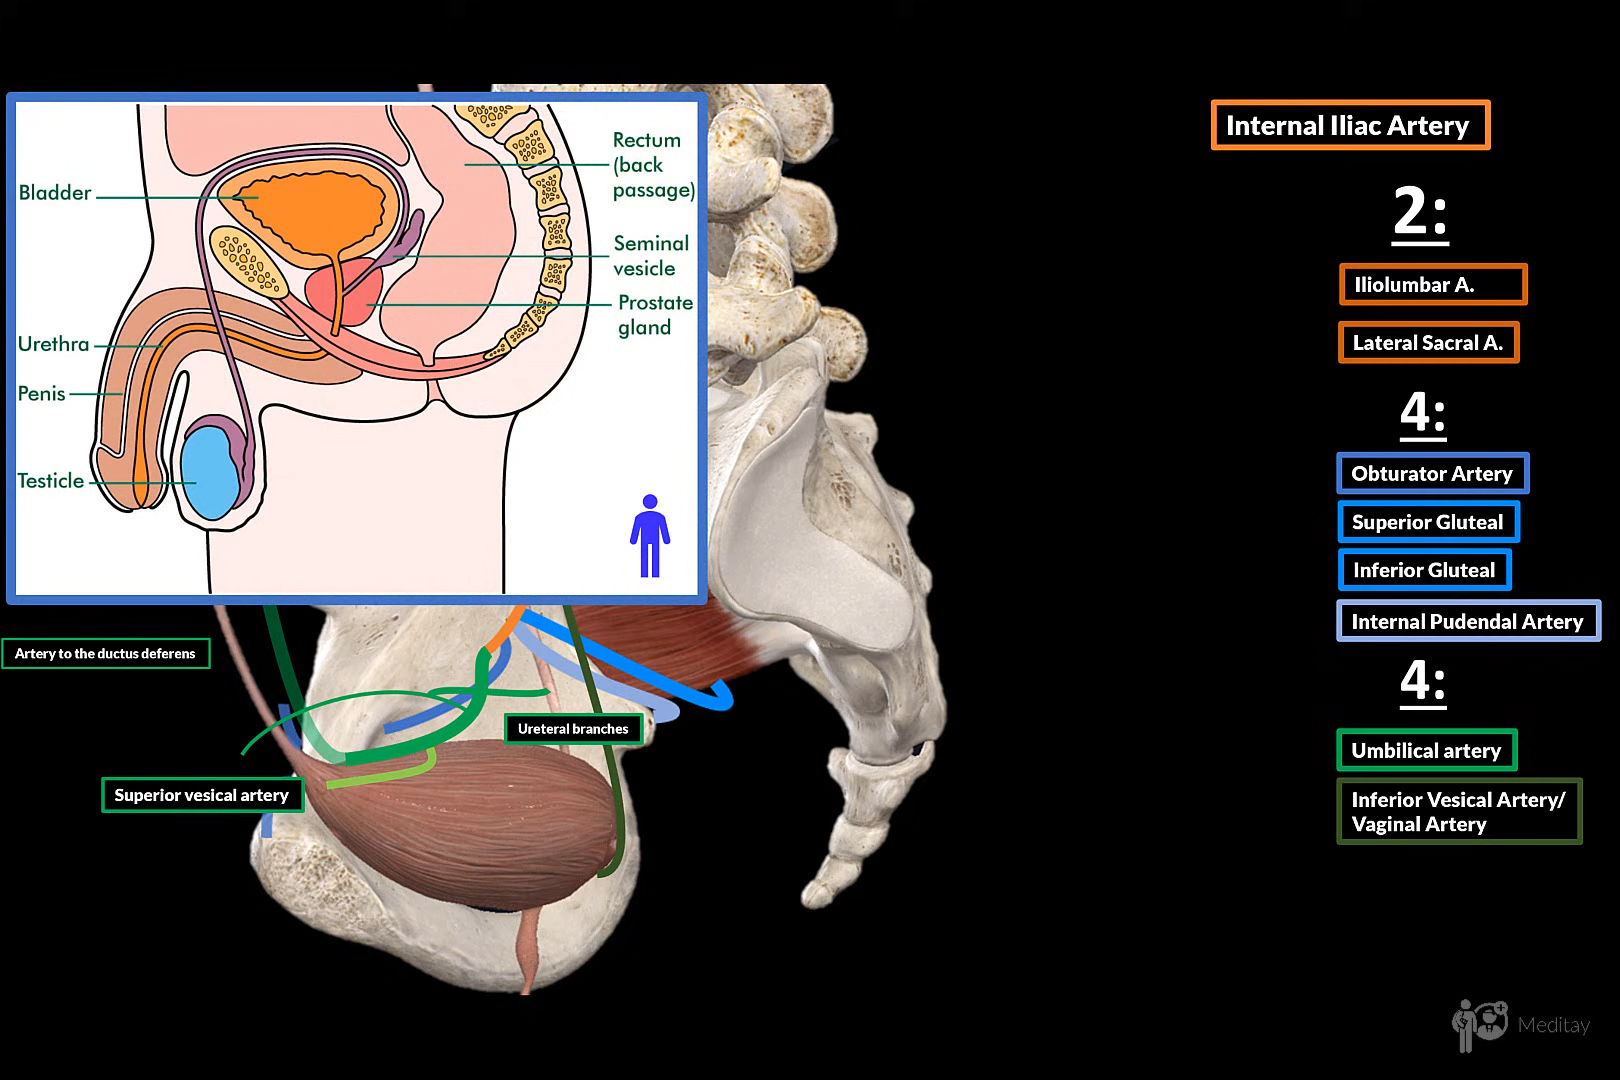 Rectum
(back
passage)
Bladder
Seminal
vesicle
Prostate
gland
Urethra
Penis
Testicle
Artery to the ductus deferens
Ureteral branches
Superior vesical artery
Internal Iliac Artery
2:
Iliolumbar A.
Lateral Sacral A.
4:
Obturator Artery
Superior Gluteal
Inferior Gluteal
Internal Pudendal Artery
4:
Umbilical artery
Inferior Vesical Artery/
Vaginal Artery
Meditay